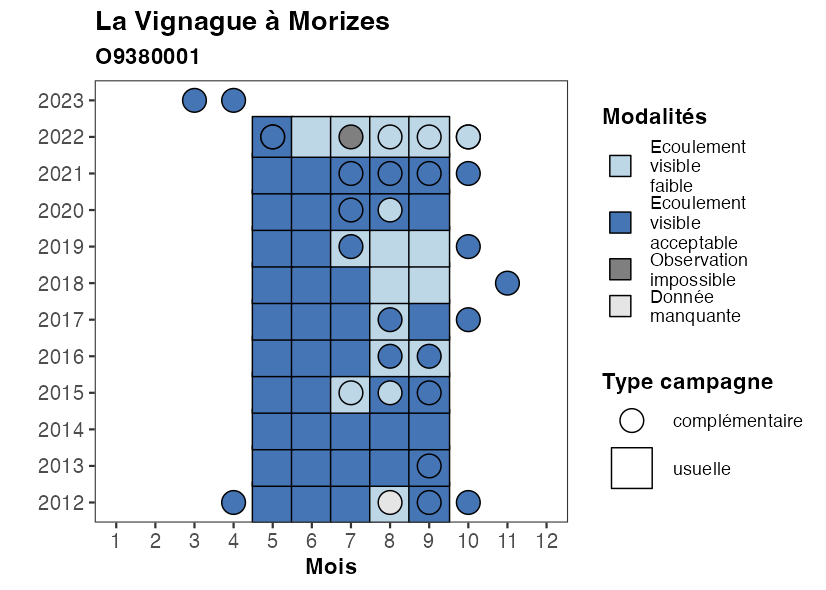 La Vignague à Morizes
O9380001
2023
2022
2021
2020
2019
2018
2017
2016
2015
2014
2013
2012
1 2 3 4 5 6 7 8 9 10 11 12
Mois
Modalités
Ecoulement
visible
faible
Ecoulement
visible
acceptable
Observation
impossible
Donnée
manquante
Type campagne
complémentaire
usuelle